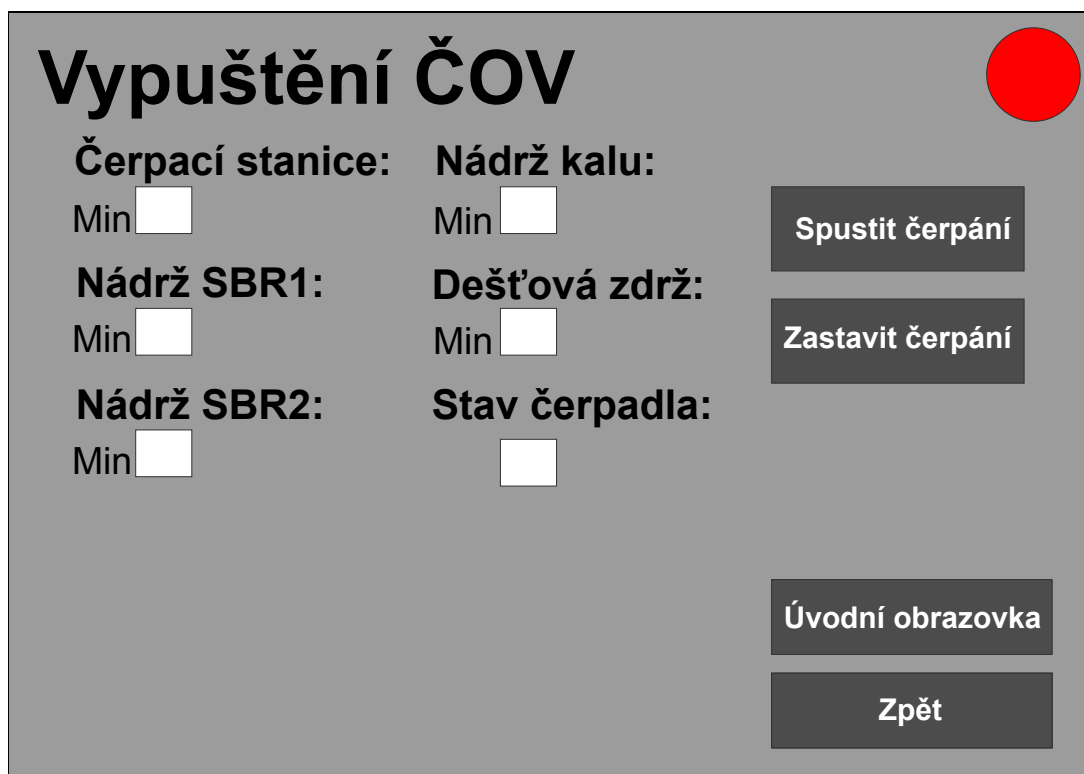 Vypuštění ČOV
Čerpací stanice:
Min
Nádrž kalu:
Min
Spustit čerpání
Nádrž SBR1:
Min
Dešťová zdrž:
Min
Zastavit čerpání
Nádrž SBR2:
Min
Stav čerpadla:
Úvodní obrazovka
Zpět